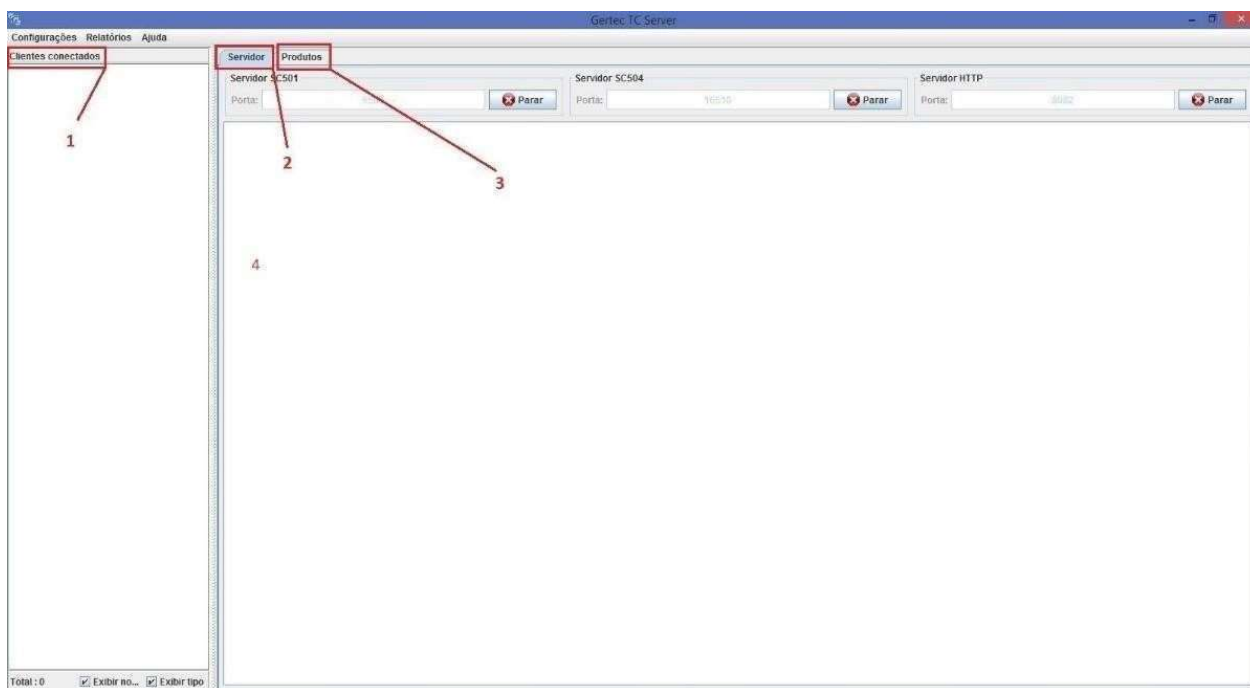 Gertec TC Server
Configurações Relatórios Ajuda
Clientes conectados
Servidor Produtos
Servidor SC501
Porta:
Parar
Servidor SC504
Porta: 16510
Parar
Servidor HTTP
Porta:
Parar
1
2
3
4
Total : 0
Exibir no...
Exibir tipo